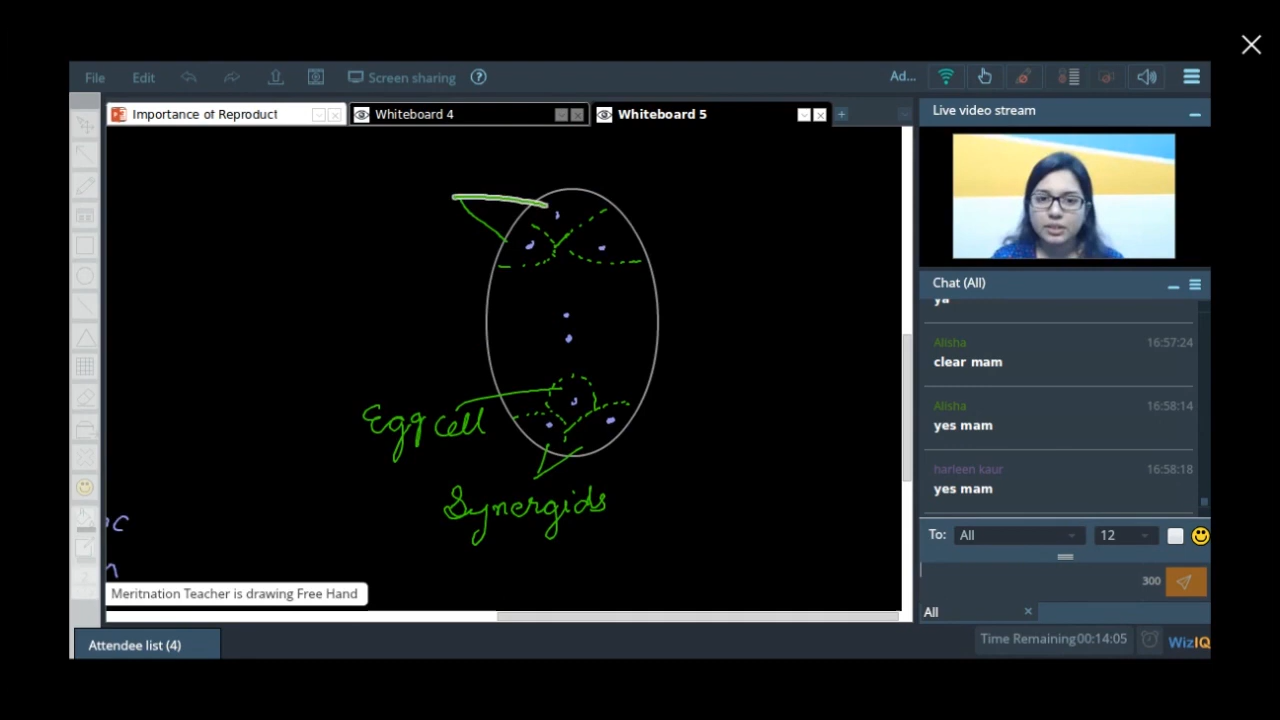 File Edit Screen sharing ? Ad...
Importance of Reproduct Whiteboard 4 Whiteboard 5 +
Live video stream
Egg cell
Synergids
Meritnation Teacher is drawing Free Hand
Chat (All)
ya
Alisha 16:57:24
clear mam
Alisha 16:58:14
yes mam
harleen kaur 16:58:18
yes mam
To: All 12
300
All
Attendee list (4)
Time Remaining00:14:05 WizIQ